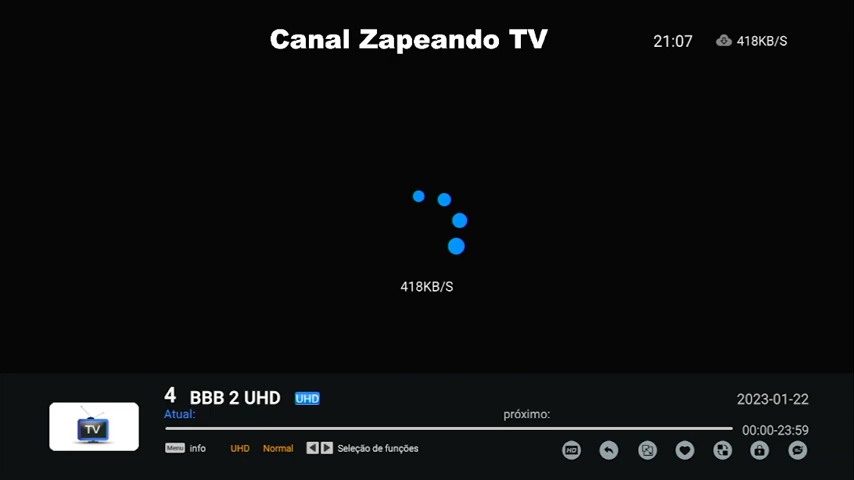 Canal Zapeando TV
21:07
418KB/S
418KB/S
4 BBB 2 UHD UHD
2023-01-22
Atual:
próximo:
00:00-23:59
TV
Menu info UHD Normal Seleção de funções
HD